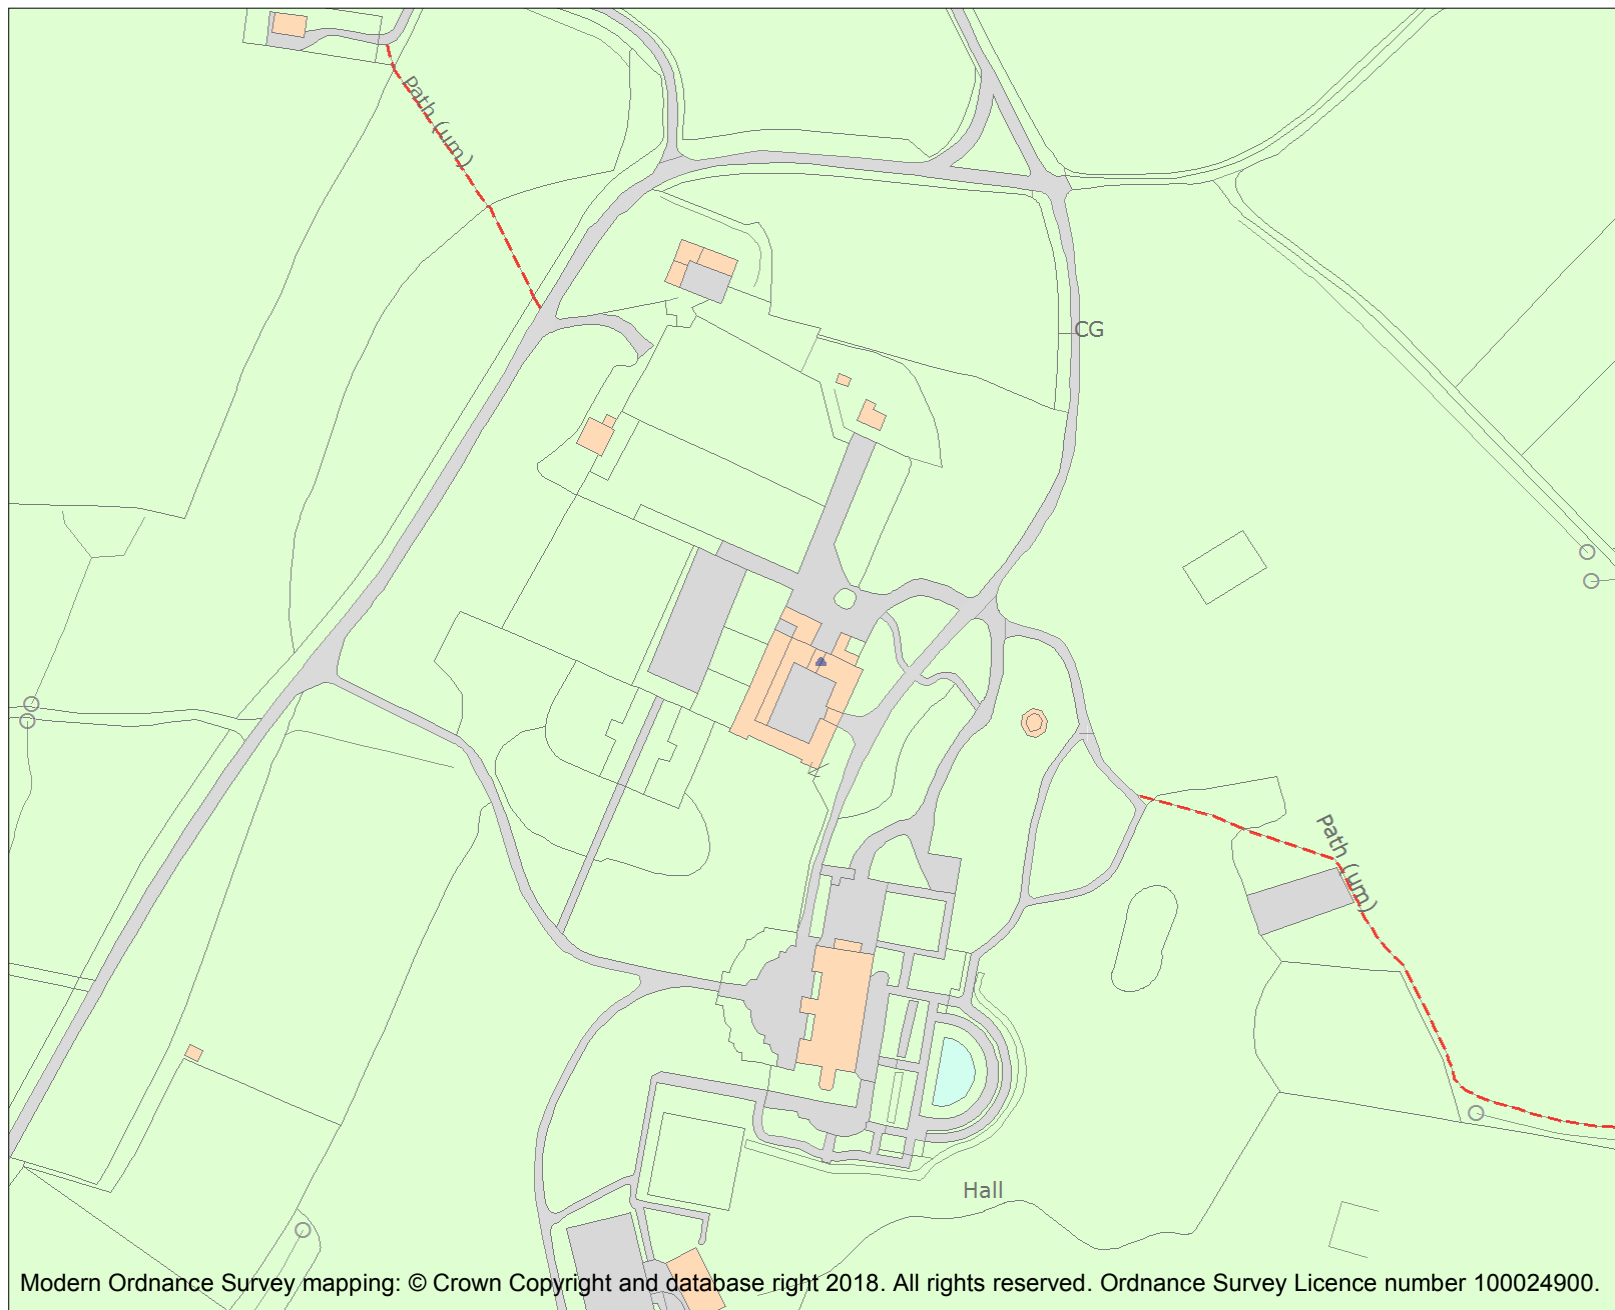 Path (um)
CG
Path (um)
Hall
Modern Ordnance Survey mapping: © Crown Copyright and database right 2018. All rights reserved. Ordnance Survey Licence number 100024900.